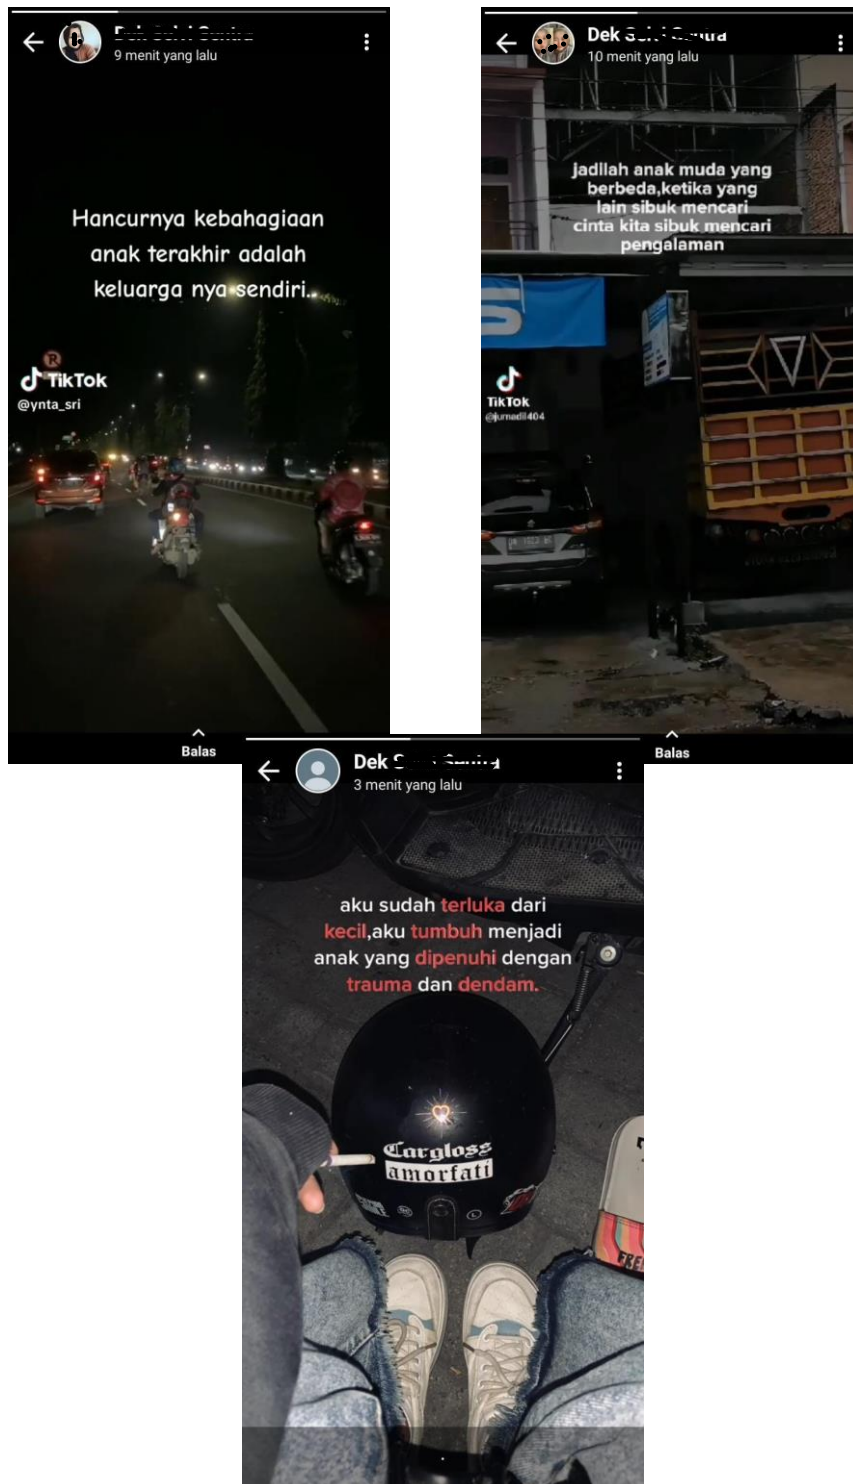 9 menit yang lalu
Hancurnya kebahagiaan
anak terakhir adalah
keluarga nya sendiri..
TikTok
@ynta_sri
Balas
Dek
10 menit yang lalu
jadilah anak muda yang
berbeda,ketika yang
lain sibuk mencari
cinta kita sibuk mencari
pengalaman
TikTok
@jumadil404
Balas
Dek
3 menit yang lalu
aku sudah terluka dari
kecil,aku tumbuh menjadi
anak yang dipenuhi dengan
trauma dan dendam.
Cargloss
amorfati